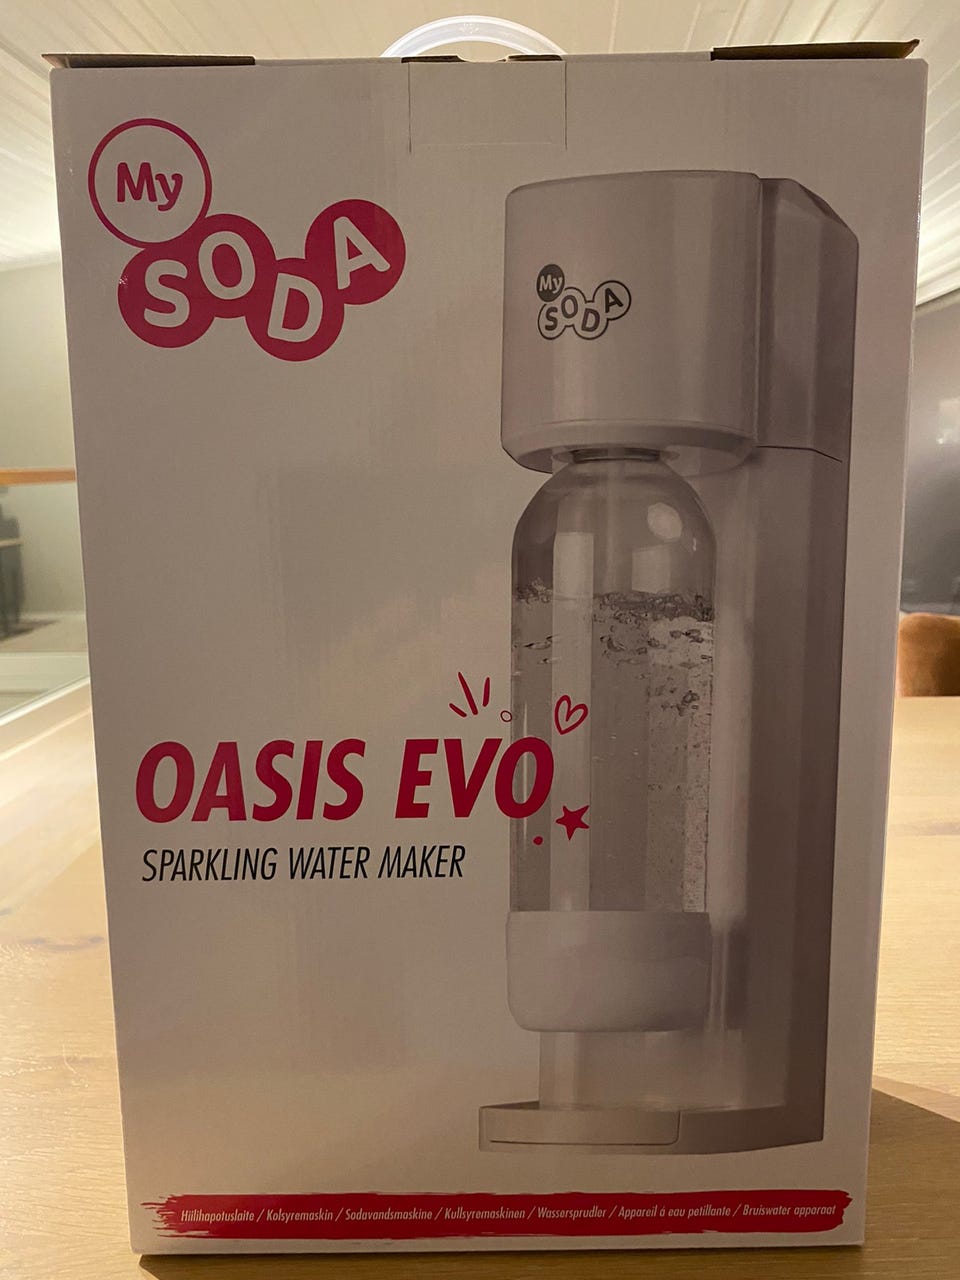 My
SODA
My
SODA
OASIS EVO
SPARKLING WATER MAKER
Hiilihapotuslaite / Kolsyremaskin / Sodavandsmaskine / Kullsyremaskinen / Wassersprudler / Appareil á eau petillante / Bruiswater apparaat